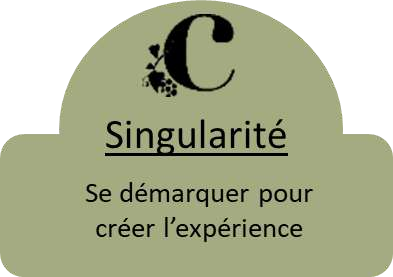 C
Singularité
Se démarquer pour
créer l’expérience